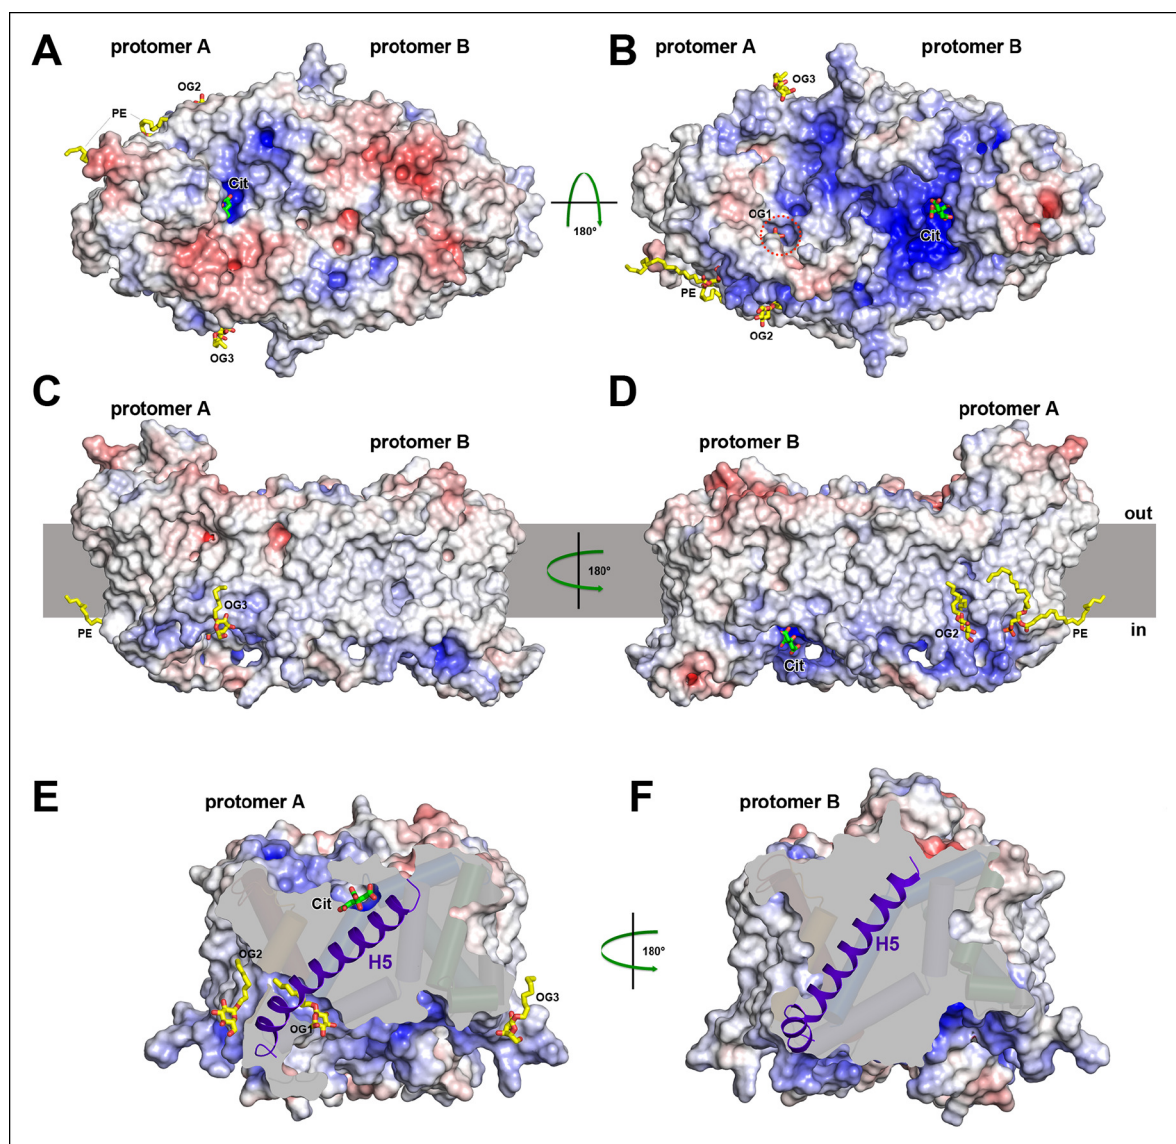 A
protomer A
protomer B
OG2
PE
Cit
OG3
180°
B
protomer A
protomer B
OG3
OG1
Cit
PE
OG2
C
protomer A
protomer B
OG3
PE
180°
D
protomer A
protomer B
out
OG2
PE
in
Cit
E
protomer A
Cit
OG2
H5
OG3
OG1
180°
F
protomer B
H5